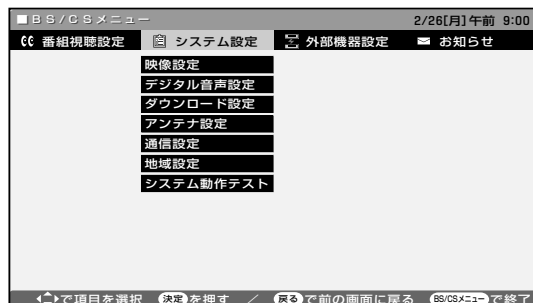 ■BS/CSメニュー 2/26[月]午前 9:00
番組視聴設定 システム設定 外部機器設定 お知らせ
映像設定
デジタル音声設定
ダウンロード設定
アンテナ設定
通信設定
地域設定
システム動作テスト
で項目を選択 決定を押す / 戻るで前の画面に戻る BS/CSメニューで終了